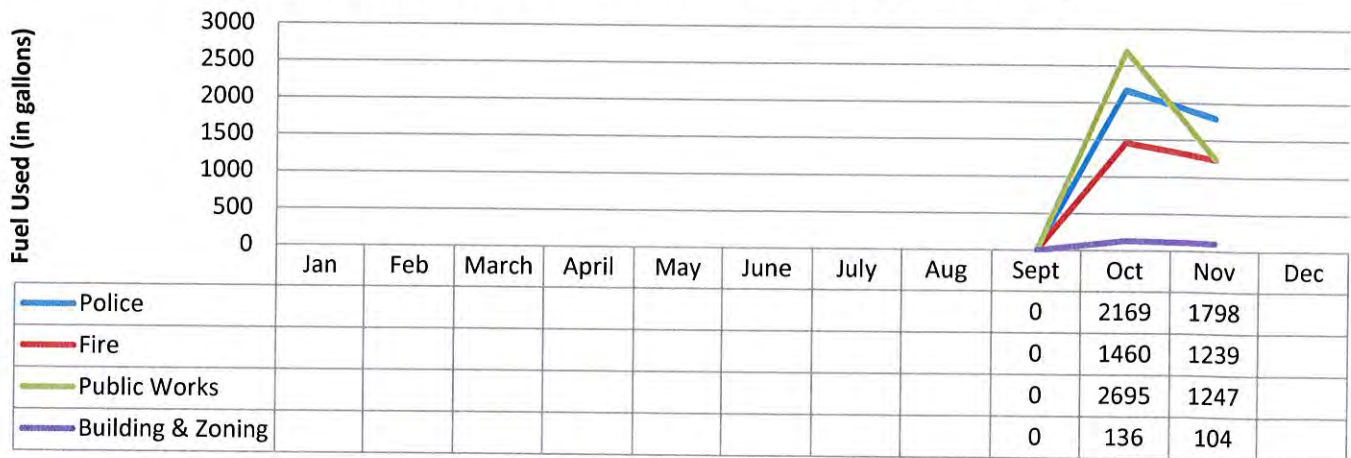 Fuel Used (in gallons)
3000
2500
2000
1500
1000
500
0
Jan Feb March April May June July Aug Sept Oct Nov Dec
Police 0 2169 1798
Fire 0 1460 1239
Public Works 0 2695 1247
Building & Zoning 0 136 104